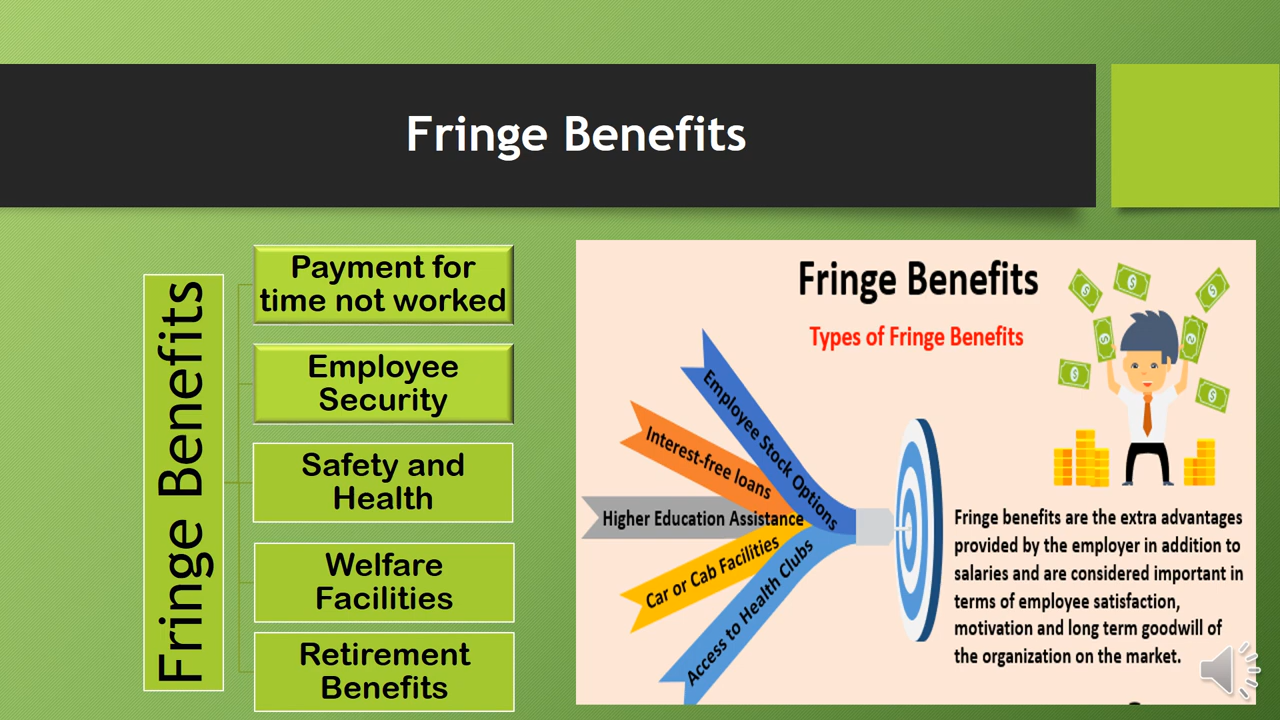 Fringe Benefits
Fringe Benefits
Payment for
time not worked
Employee
Security
Safety and
Health
Welfare
Facilities
Retirement
Benefits
Fringe Benefits
Types of Fringe Benefits
Employee Stock Options
Interest-free loans
Higher Education Assistance
Car or Cab Facilities
Access to Health Clubs
Fringe benefits are the extra advantages
provided by the employer in addition to
salaries and are considered important in
terms of employee satisfaction,
motivation and long term goodwill of
the organization on the market.